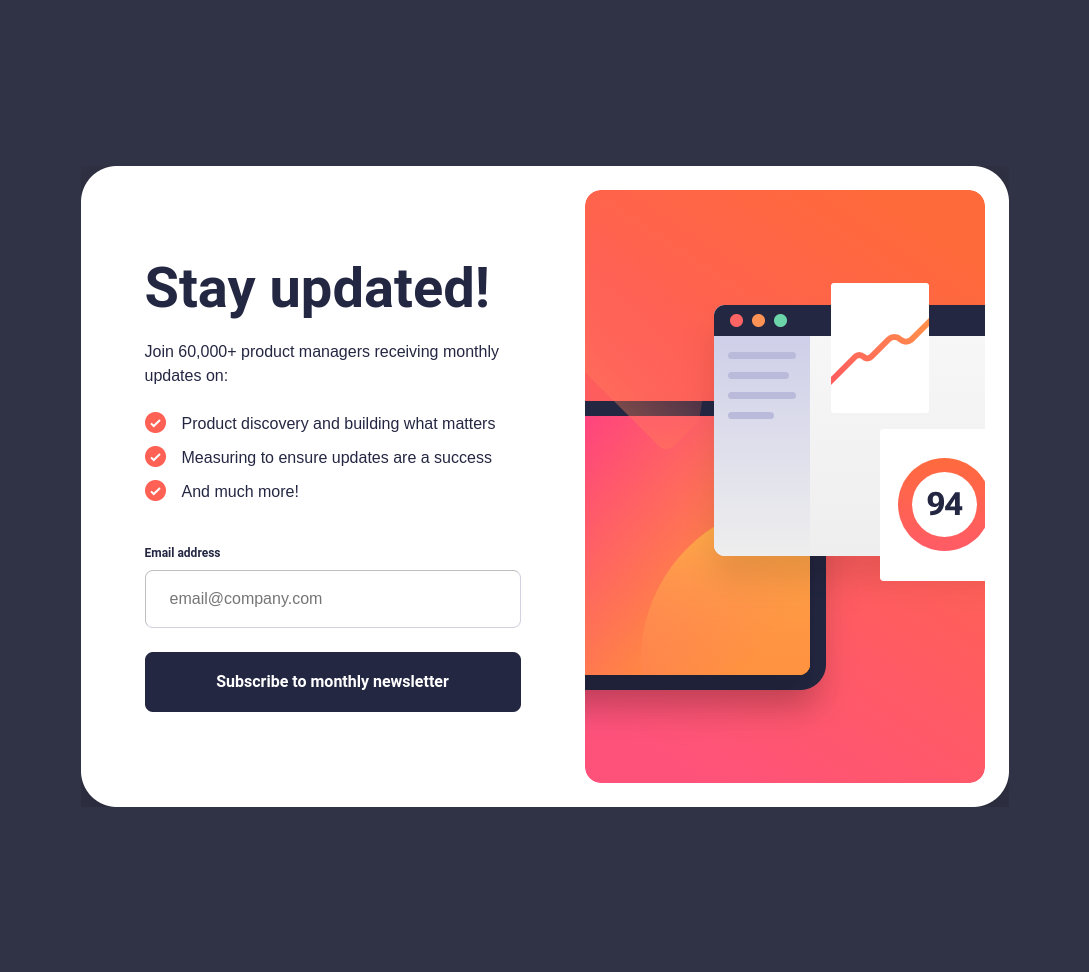 Stay updated!
Join 60,000+ product managers receiving monthly
updates on:
Product discovery and building what matters
Measuring to ensure updates are a success
And much more!
Email address
email@company.com
Subscribe to monthly newsletter
94